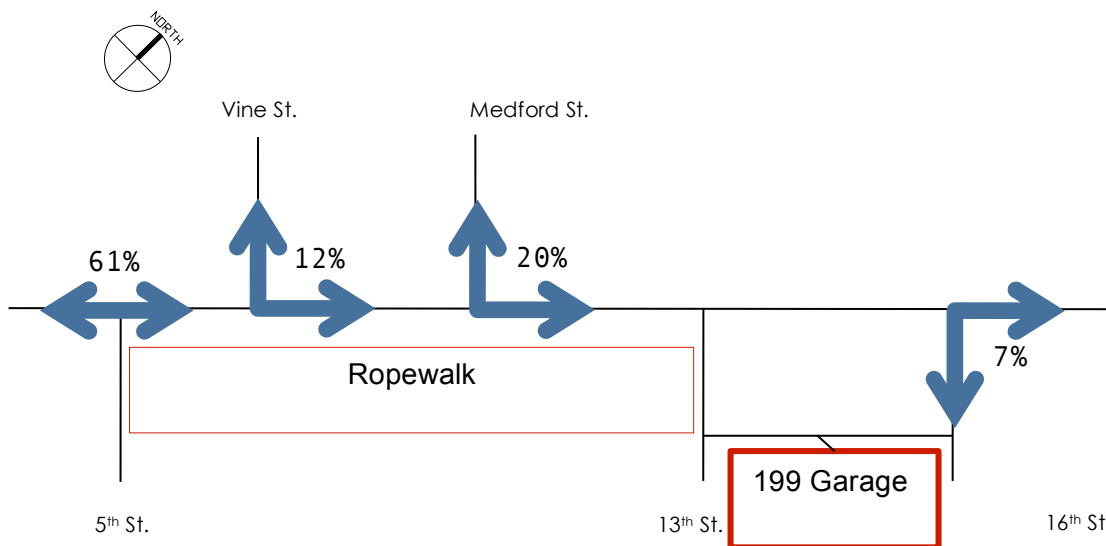 NORTH
Vine St.
Medford St.
61%
12%
20%
7%
Ropewalk
199 Garage
5th St.
13th St.
16th St